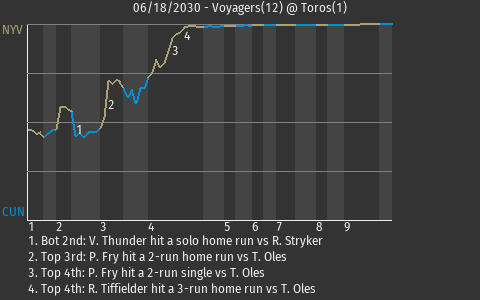 06/18/2030 - Voyagers(12) @ Toros(1)
NYV
4
3
2
1
CUN
1 2 3 4 5 6 7 8 9
1. Bot 2nd: V. Thunder hit a solo home run vs R. Stryker
2. Top 3rd: P. Fry hit a 2-run home run vs T. Oles
3. Top 4th: P. Fry hit a 2-run single vs T. Oles
4. Top 4th: R. Tiffielder hit a 3-run home run vs T. Oles